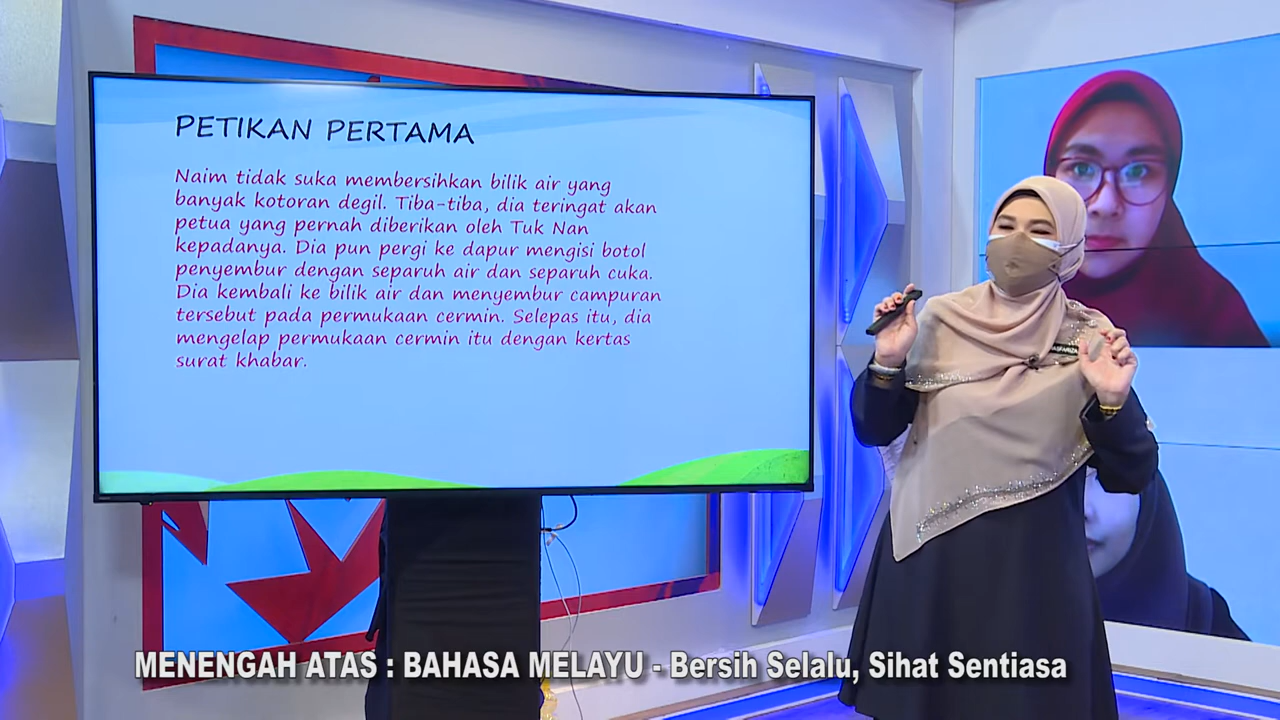 PETIKAN PERTAMA
Naim tidak suka membersihkan bilik air yang
banyak kotoran degil. Tiba-tiba, dia teringat akan
petua yang pernah diberikan oleh Tuk Nan
kepadanya. Dia pun pergi ke dapur mengisi botol
penyembur dengan separuh air dan separuh cuka.
Dia kembali ke bilik air dan menyembur campuran
tersebut pada permukaan cermin. Selepas itu, dia
mengelap permukaan cermin itu dengan kertas
surat khabar.
MENENGAH ATAS : BAHASA MELAYU - Bersih Selalu, Sihat Sentiasa